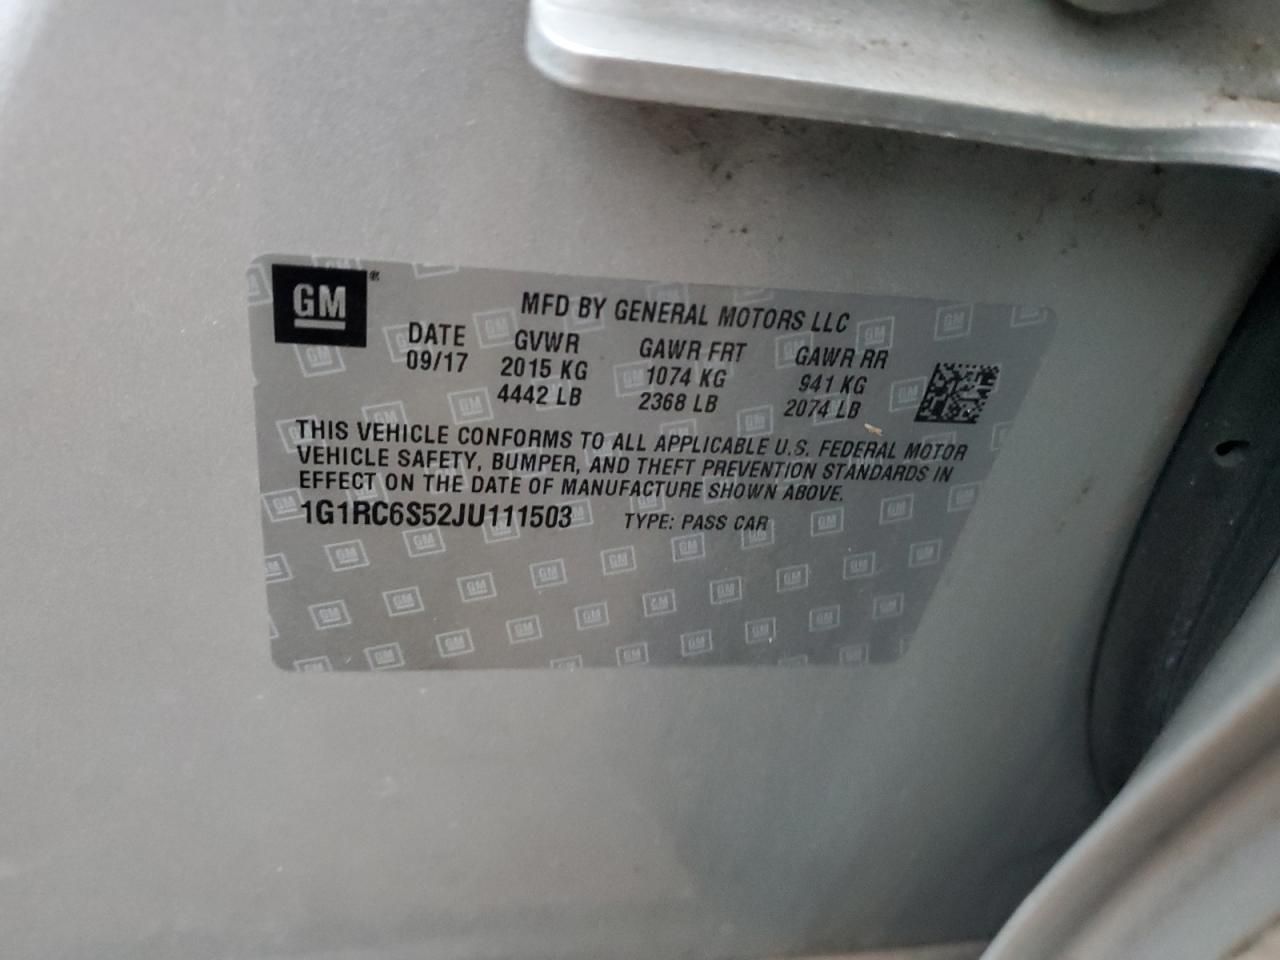 GM®
MFD BY GENERAL MOTORS LLC
DATE GVWR GAWR FRT GAWR RR
09/17 2015 KG 1074 KG 941 KG
4442 LB 2368 LB 2074 LB
THIS VEHICLE CONFORMS TO ALL APPLICABLE U.S. FEDERAL MOTOR
VEHICLE SAFETY, BUMPER, AND THEFT PREVENTION STANDARDS IN
EFFECT ON THE DATE OF MANUFACTURE SHOWN ABOVE.
1G1RC6S52JU111503 TYPE: PASS CAR